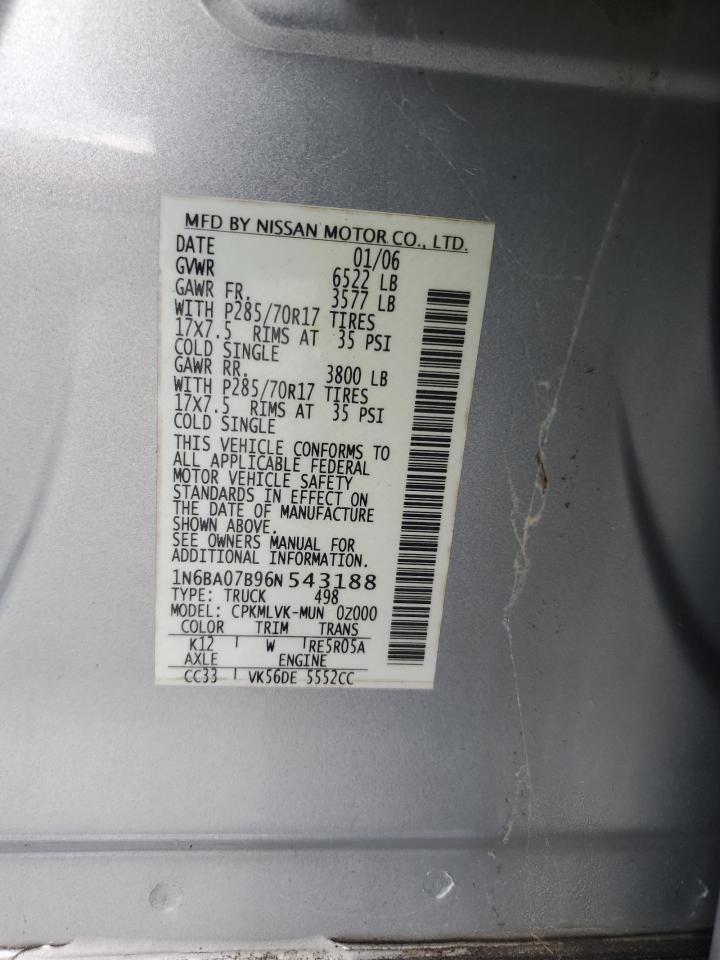 MFD BY NISSAN MOTOR CO., LTD.
DATE 01/06
GVWR 6522 LB
GAWR FR. 3577 LB
WITH P285/70R17 TIRES
17X7.5 RIMS AT 35 PSI
COLD SINGLE
GAWR RR. 3800 LB
WITH P285/70R17 TIRES
17X7.5 RIMS AT 35 PSI
COLD SINGLE
THIS VEHICLE CONFORMS TO
ALL APPLICABLE FEDERAL
MOTOR VEHICLE SAFETY
STANDARDS IN EFFECT ON
THE DATE OF MANUFACTURE
SHOWN ABOVE.
SEE OWNERS MANUAL FOR
ADDITIONAL INFORMATION.
1N6BA07B96N543188
TYPE: TRUCK 498
MODEL: CPKMLVK-MUN 0Z000
COLOR TRIM TRANS
K12 W RE5R05A
AXLE ENGINE
CC33 VK56DE 5552CC